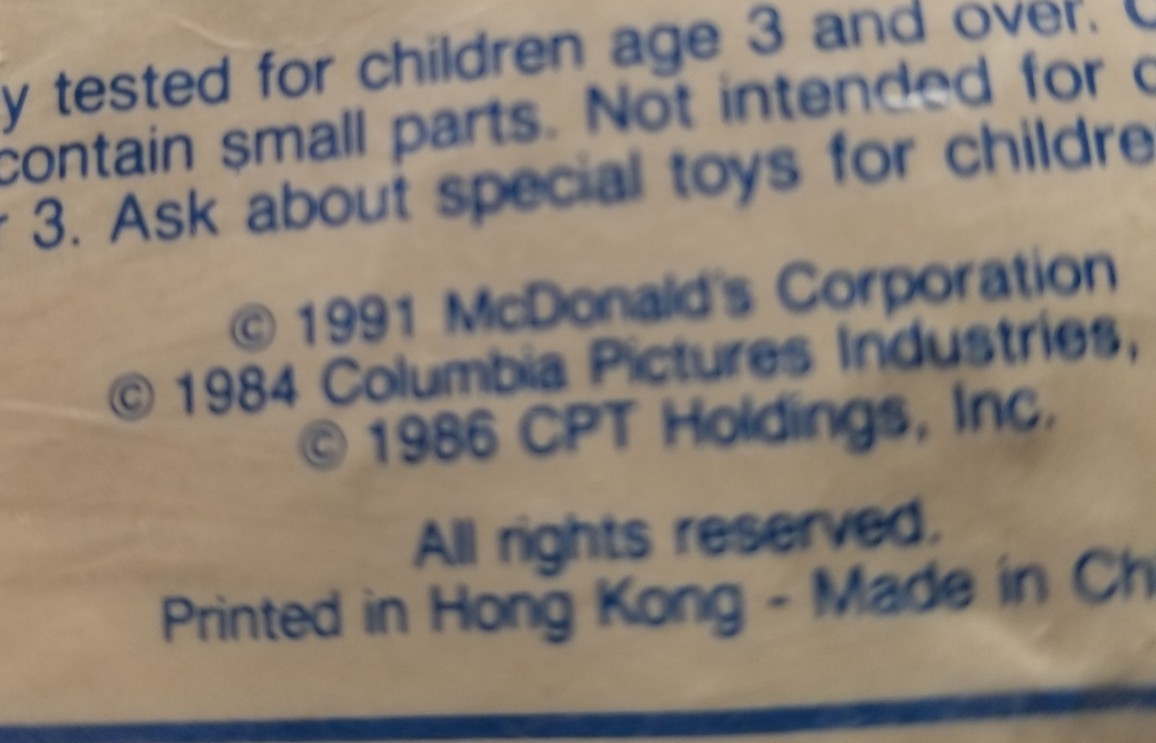 y tested for children age 3 and over. C
contain small parts. Not intended for c
r 3. Ask about special toys for childre
© 1991 McDonald's Corporation
© 1984 Columbia Pictures Industries,
© 1986 CPT Holdings, Inc.
All rights reserved.
Printed in Hong Kong - Made in Ch